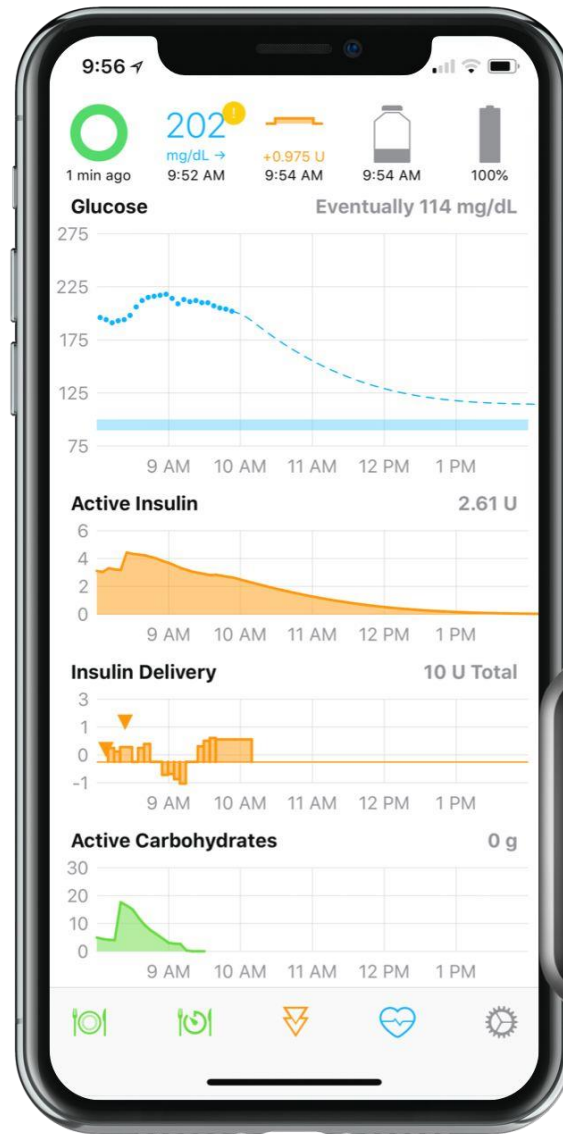 9:56
202 !
mg/dL → +0.975 U
1 min ago 9:52 AM 9:54 AM 9:54 AM 100%
Glucose Eventually 114 mg/dL
275
225
175
125
75
9 AM 10 AM 11 AM 12 PM 1 PM
Active Insulin 2.61 U
6
4
2
0
9 AM 10 AM 11 AM 12 PM 1 PM
Insulin Delivery 10 U Total
3
1
0
-1
9 AM 10 AM 11 AM 12 PM 1 PM
Active Carbohydrates 0 g
30
20
10
0
9 AM 10 AM 11 AM 12 PM 1 PM